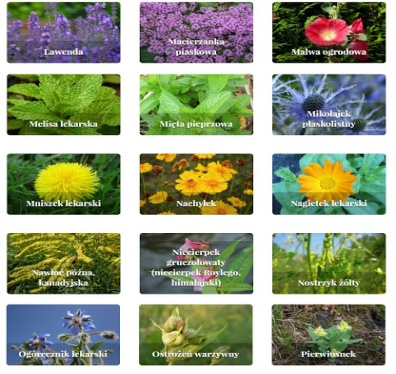 Lawenda
Macierzanka
piaskowa
Malwa ogrodowa
Melisa lekarska
Mięta pieprzowa
Mikołajek
płaskolistny
Mniszek lekarski
Nachyłek
Nagietek lekarski
Nawłoć późna,
kanadyjska
Niecierpek
gruczołowaty
(niecierpek Roylego,
himalajski)
Nostrzyk żółty
Ogórecznik lekarski
Ostrożeń warzywny
Pierwiosnek